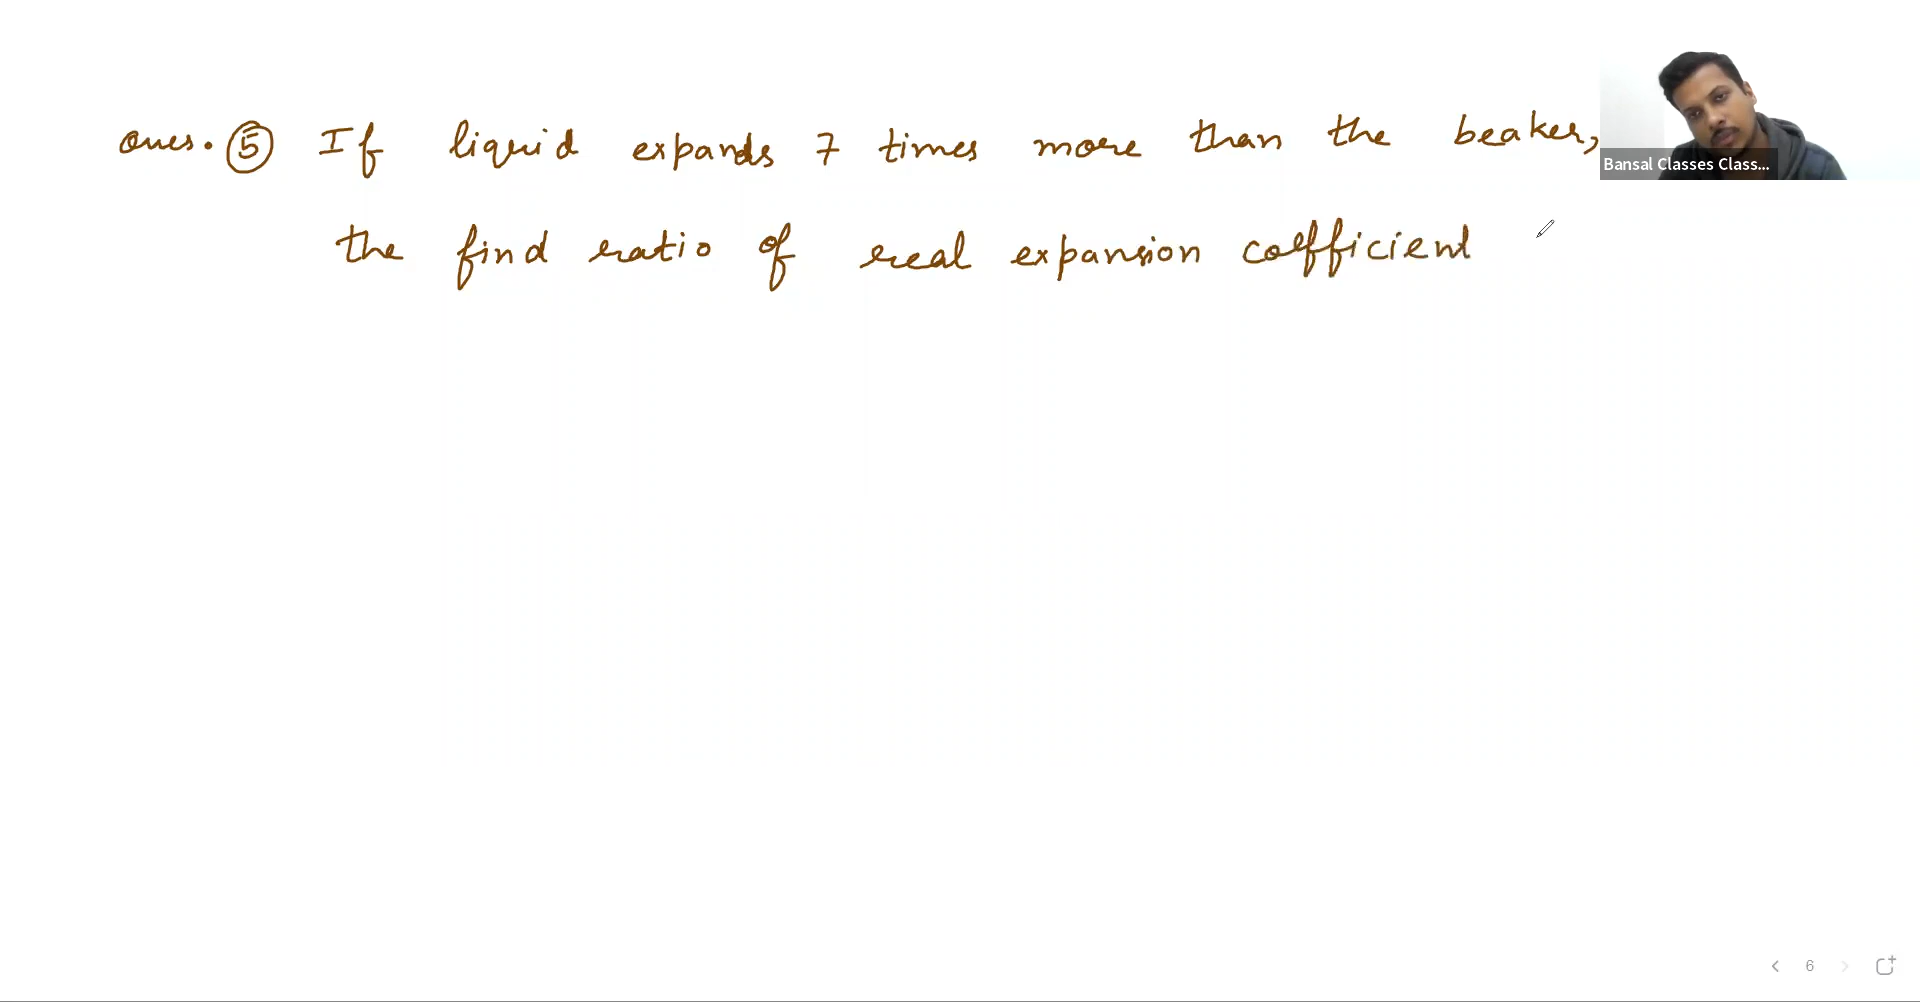 Ques. ⑤ If liquid expands 7 times more than the beaker,
Bansal Classes Class...
the find ratio of real expansion coefficient
6